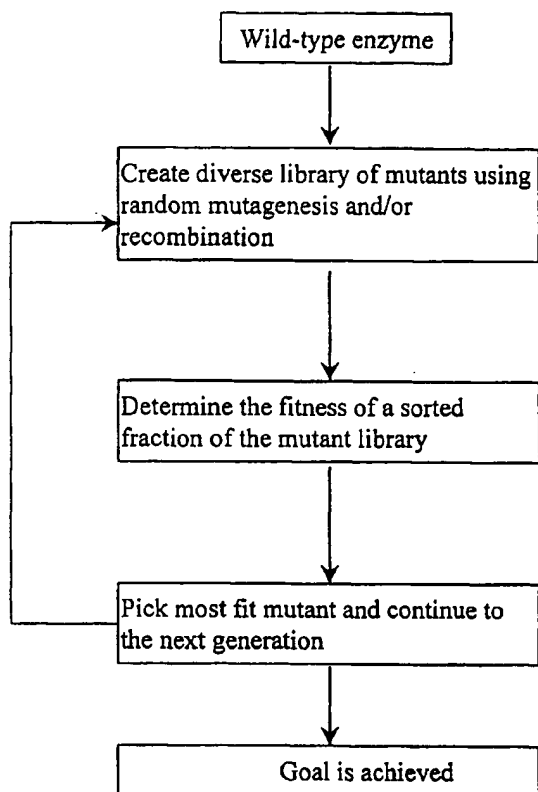 Wild-type enzyme
Create diverse library of mutants using
random mutagenesis and/or
recombination
Determine the fitness of a sorted
fraction of the mutant library
Pick most fit mutant and continue to
the next generation
Goal is achieved